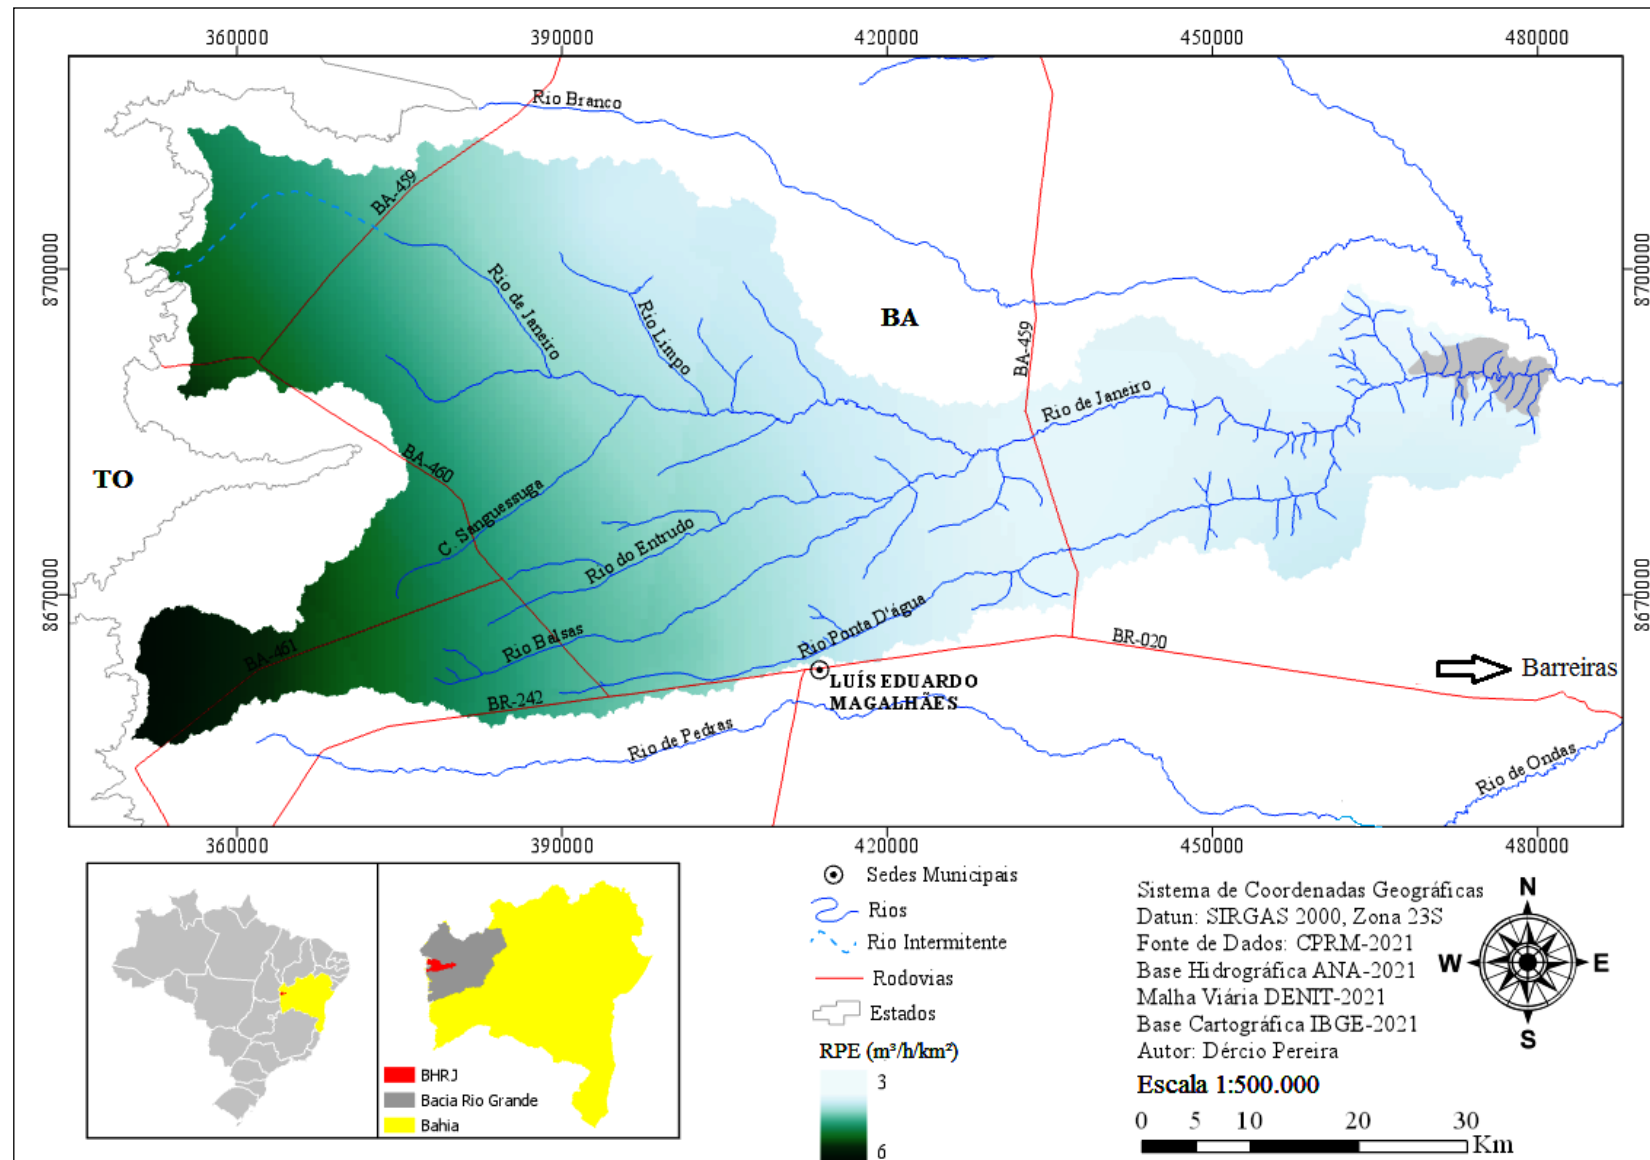 360000 390000 420000 450000 480000
Rio Branco
BA-459
8700000
8700000
Rio de Janeiro
Rio Limpo
BA
BA-459
Rio de Janeiro
TO
BA-460
C. Sanguessuga
Rio do Entrudo
8670000
8670000
Rio Ponta D'água
Rio Balsas
BA-461
BR-020
Barreiras
LUÍS EDUARDO
MAGALHÃES
BR-242
Rio de Pedras
Rio de Ondas
360000 390000 420000 450000 480000
BHRJ
Bacia Rio Grande
Bahia
Sedes Municipais
Rios
Rio Intermitente
Rodovias
Estados
RPE (m³/h/km²)
3
6
Sistema de Coordenadas Geográficas
Datun: SIRGAS 2000, Zona 23S
Fonte de Dados: CPRM-2021
Base Hidrográfica ANA-2021
Malha Viária DENIT-2021
Base Cartográfica IBGE-2021
Autor: Dércio Pereira
Escala 1:500.000
0 5 10 20 30
Km
N
W E
S